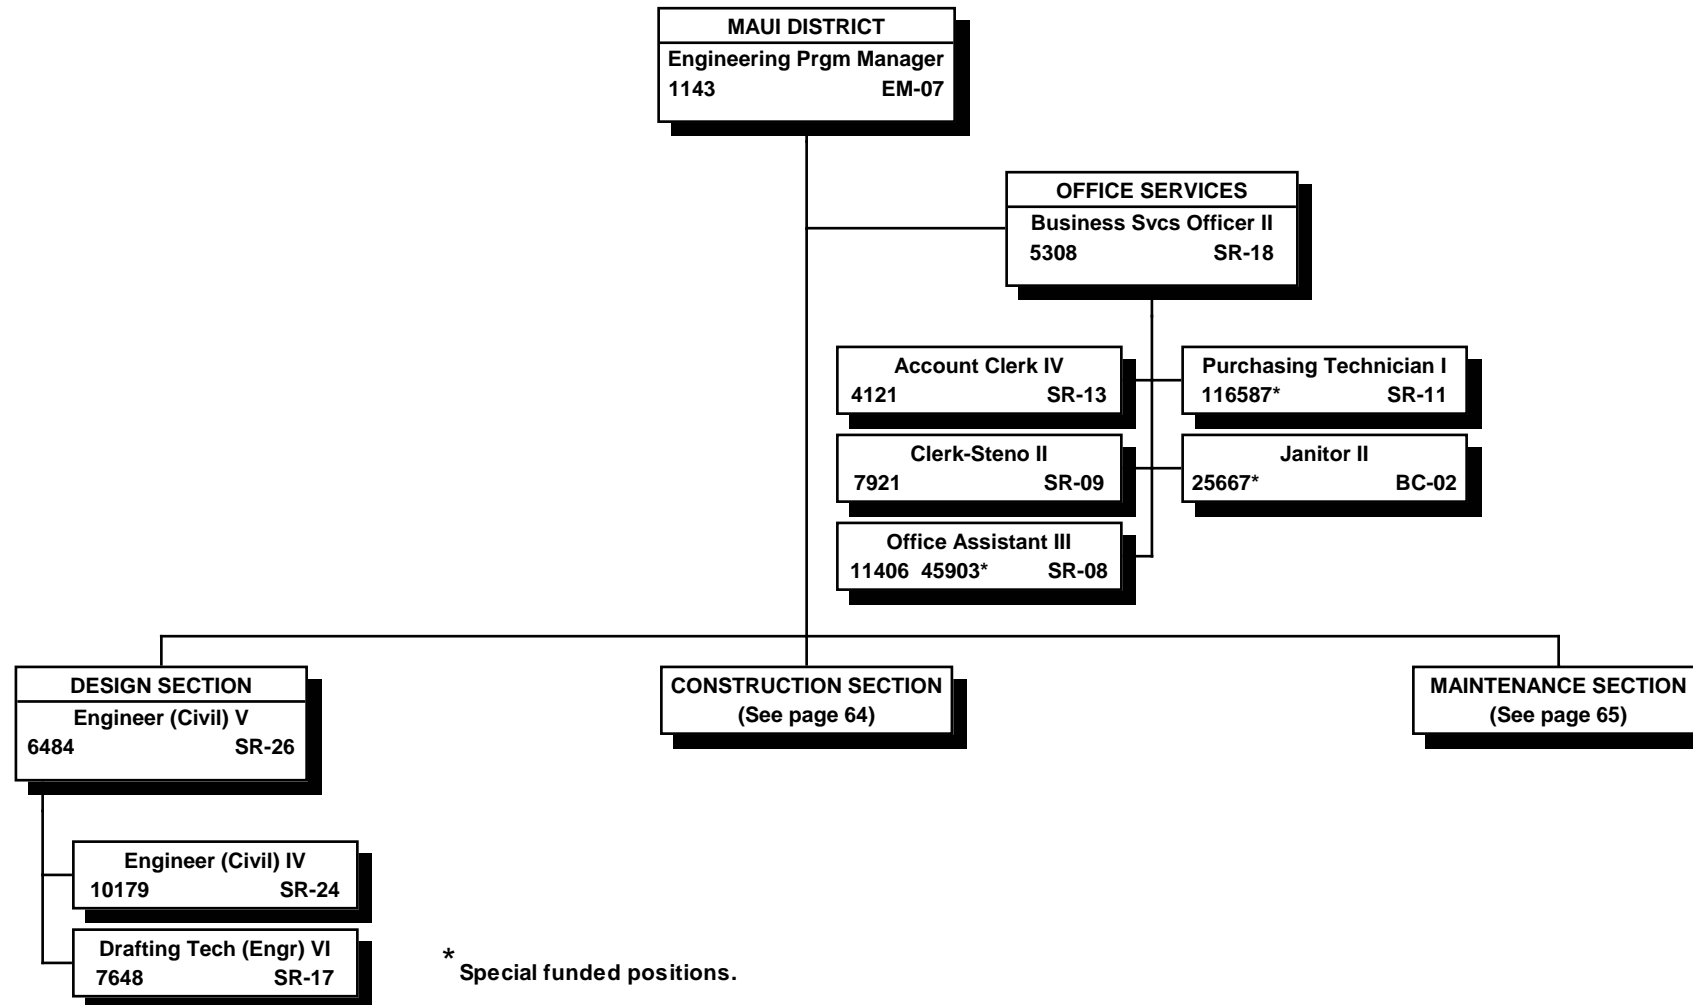 MAUI DISTRICT
Engineering Prgm Manager
1143 EM-07
OFFICE SERVICES
Business Svcs Officer II
5308 SR-18
Account Clerk IV
4121 SR-13
Purchasing Technician I
116587* SR-11
Clerk-Steno II
7921 SR-09
Janitor II
25667* BC-02
Office Assistant III
11406 45903* SR-08
DESIGN SECTION
Engineer (Civil) V
6484 SR-26
CONSTRUCTION SECTION
(See page 64)
MAINTENANCE SECTION
(See page 65)
Engineer (Civil) IV
10179 SR-24
Drafting Tech (Engr) VI
7648 SR-17
* Special funded positions.